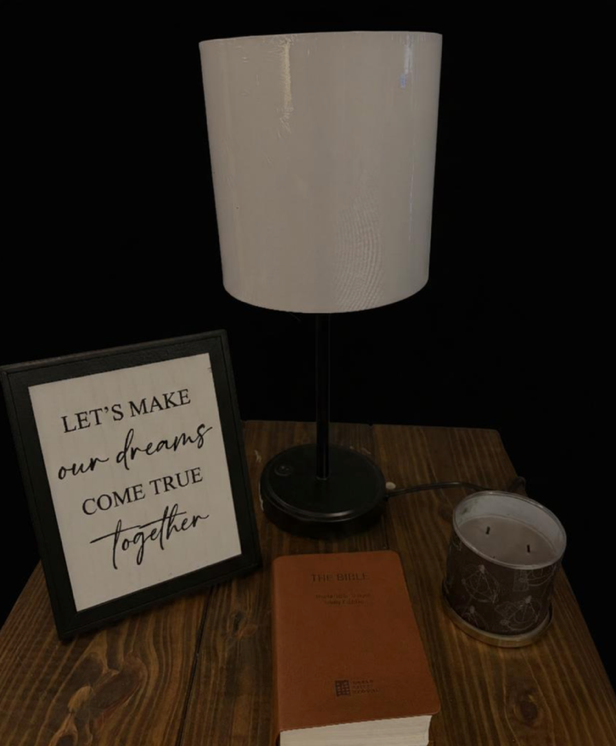 LET'S MAKE
our dreams
COME TRUE
together
THE BIBLE